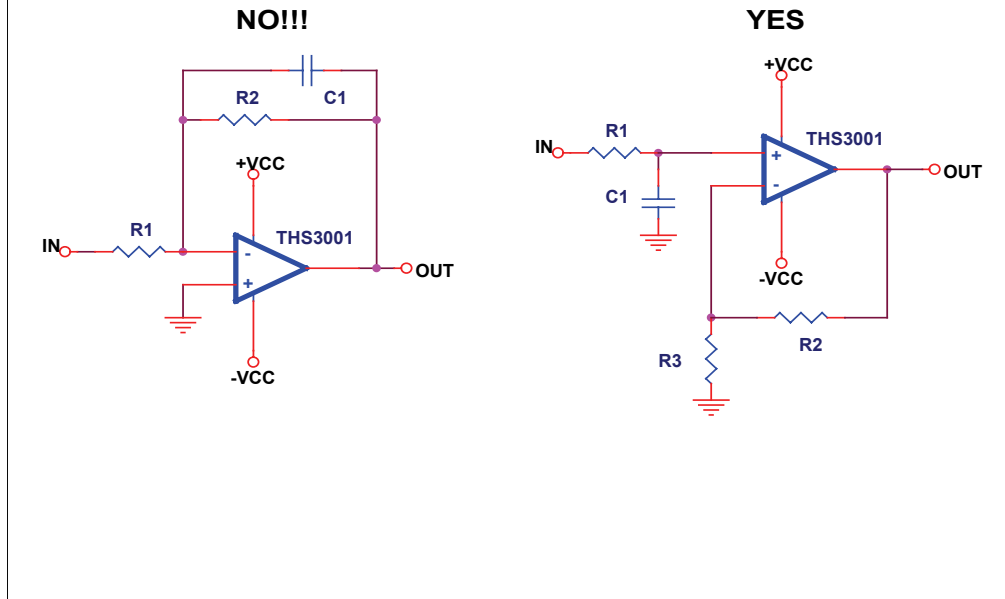 NO!!!
R2
C1
+VCC
R1
IN
THS3001
-
+
OUT
-VCC
YES
+VCC
R1
THS3001
IN
+
-
C1
OUT
-VCC
R2
R3